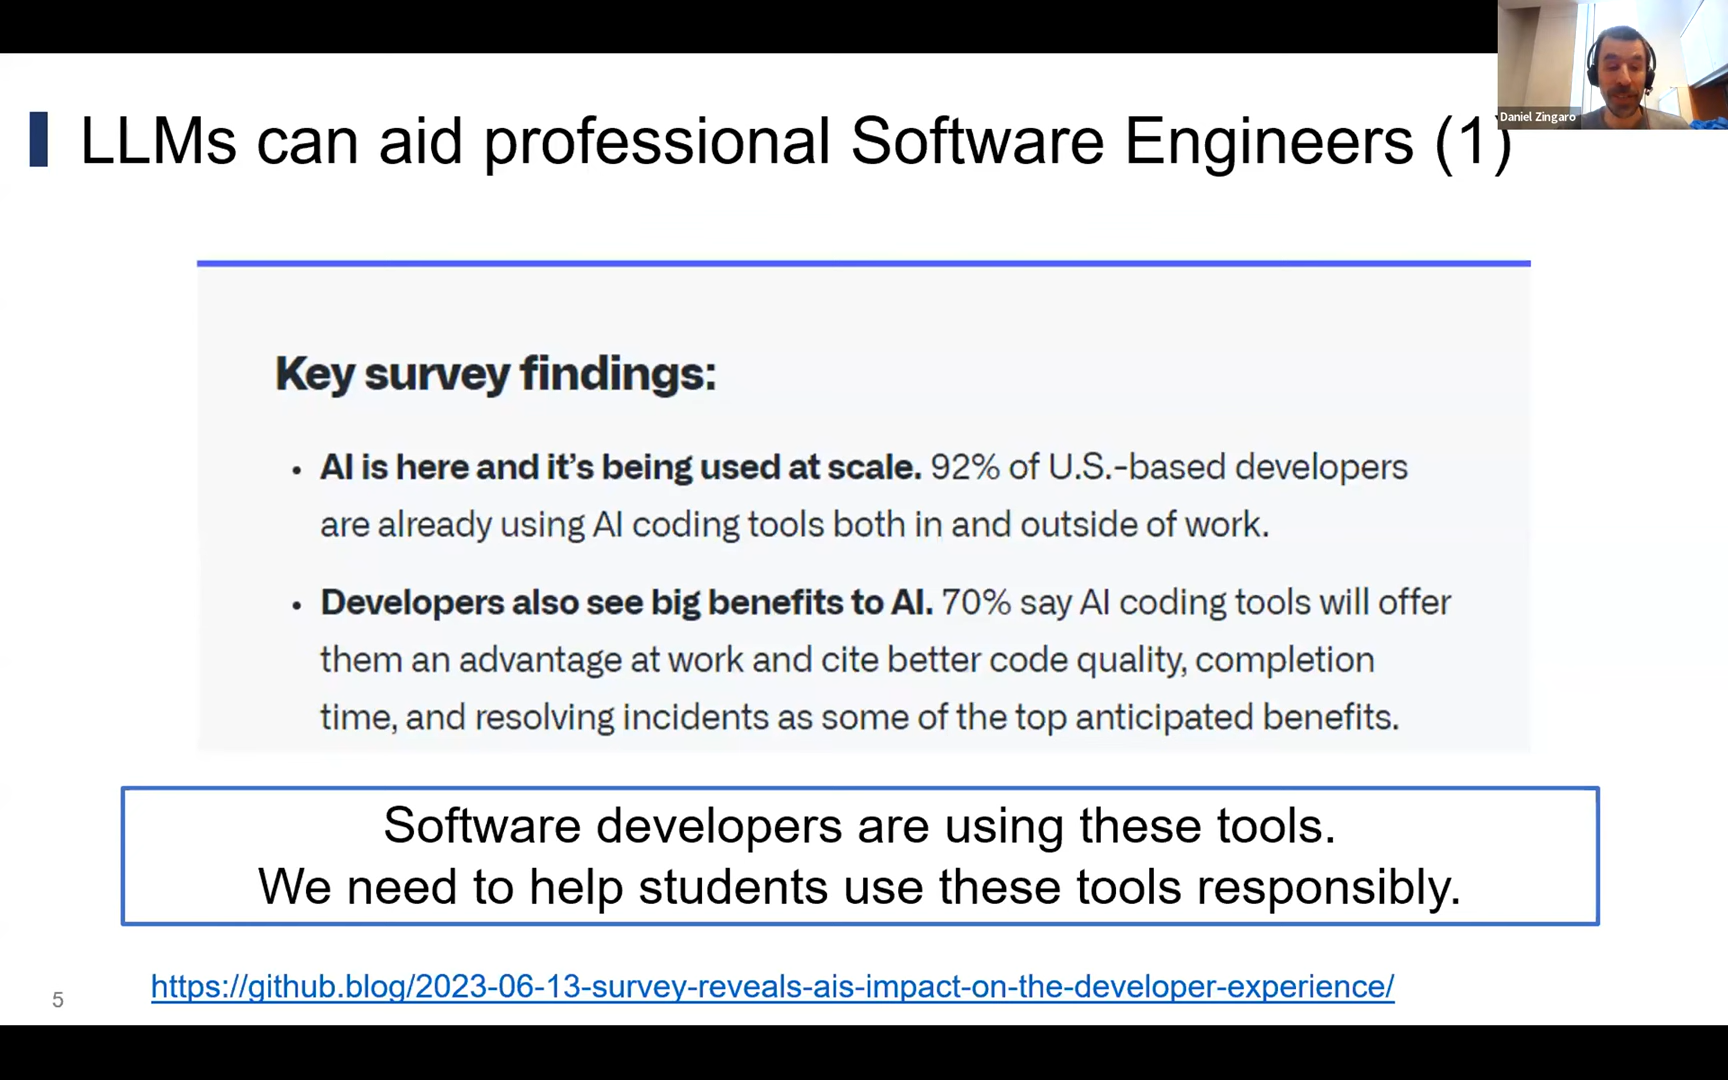 Daniel Zingaro
LLMs can aid professional Software Engineers (1)
Key survey findings:
• AI is here and it's being used at scale. 92% of U.S.-based developers
are already using AI coding tools both in and outside of work.
• Developers also see big benefits to AI. 70% say AI coding tools will offer
them an advantage at work and cite better code quality, completion
time, and resolving incidents as some of the top anticipated benefits.
Software developers are using these tools.
We need to help students use these tools responsibly.
5
https://github.blog/2023-06-13-survey-reveals-ais-impact-on-the-developer-experience/